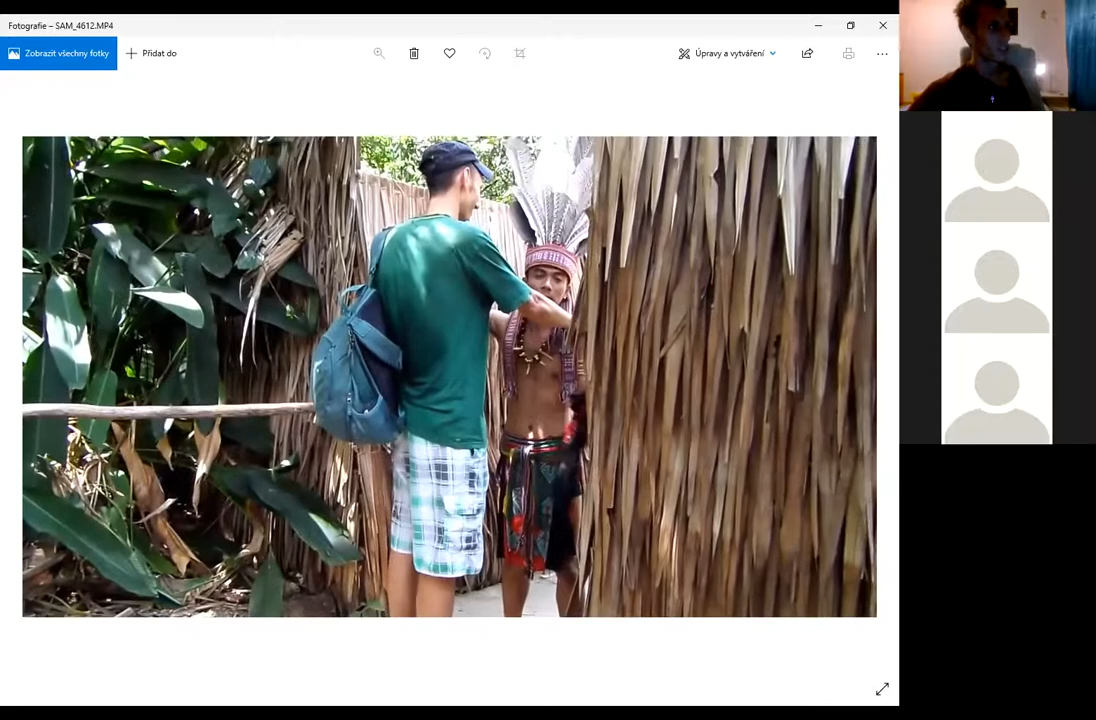 Fotografie – SAM_4612.MP4
Zobrazit všechny fotky
Přidat do
Úpravy a vytváření